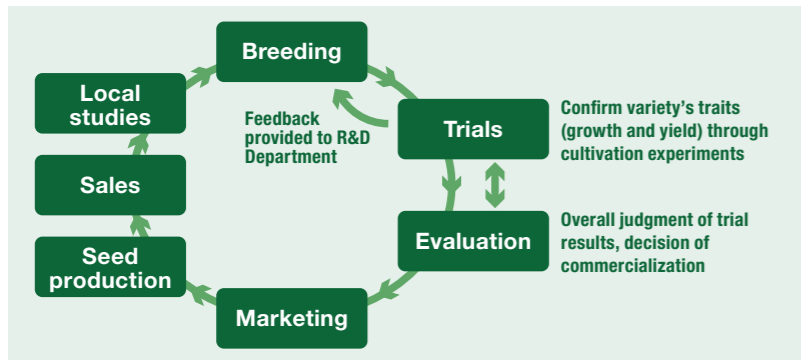 Breeding
Local
studies
Feedback
provided to R&D
Department
Trials
Confirm variety's traits
(growth and yield) through
cultivation experiments
Sales
Evaluation
Overall judgment of trial
results, decision of
commercialization
Seed
production
Marketing